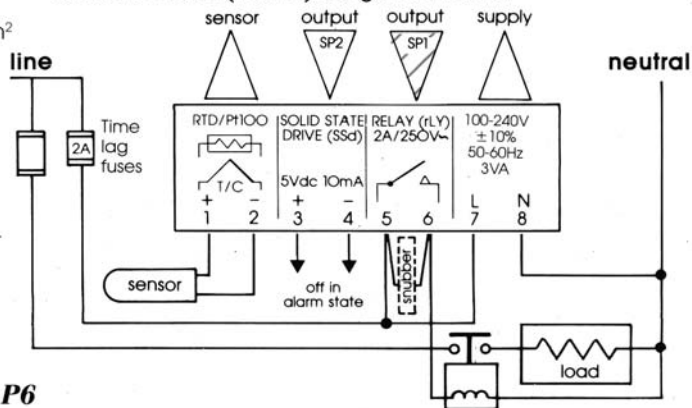 sensor
output
output
supply
SP2
SP1
line
neutral
2A
Time
lag
fuses
RTD/Pt100
T/C
+ −
1 2
SOLID STATE
DRIVE (SSd)
5Vdc 10mA
+ −
3 4
RELAY (rLY)
2A/250V~
5 6
100-240V
±10%
50-60Hz
3VA
L N
7 8
sensor
off in
alarm state
snubber
load
P6